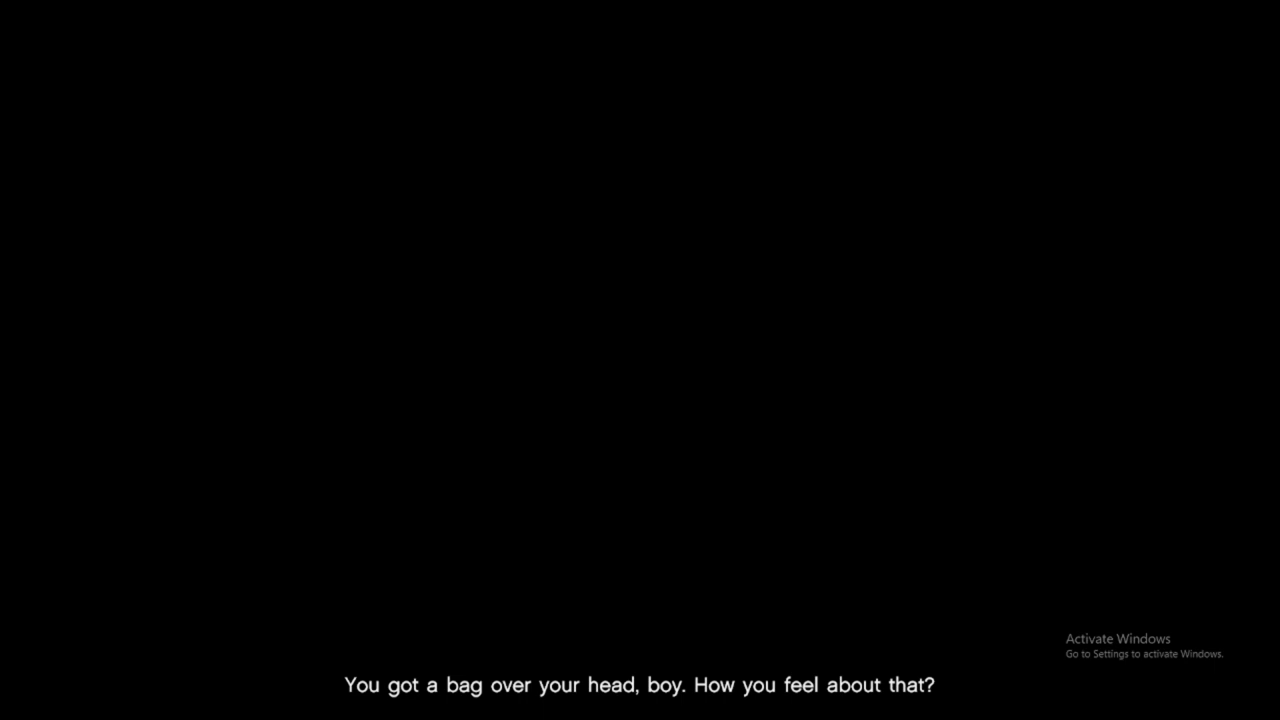 Activate Windows
Go to Settings to activate Windows.
You got a bag over your head, boy. How you feel about that?